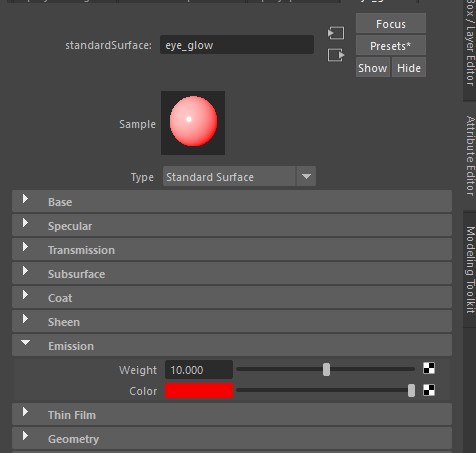 Focus
standardSurface: eye_glow
Presets*
Show Hide
Sample
Type Standard Surface
Base
Specular
Transmission
Subsurface
Coat
Sheen
Emission
Weight 10.000
Color
Thin Film
Geometry
Box / Layer Editor
Attribute Editor
Modeling Toolkit